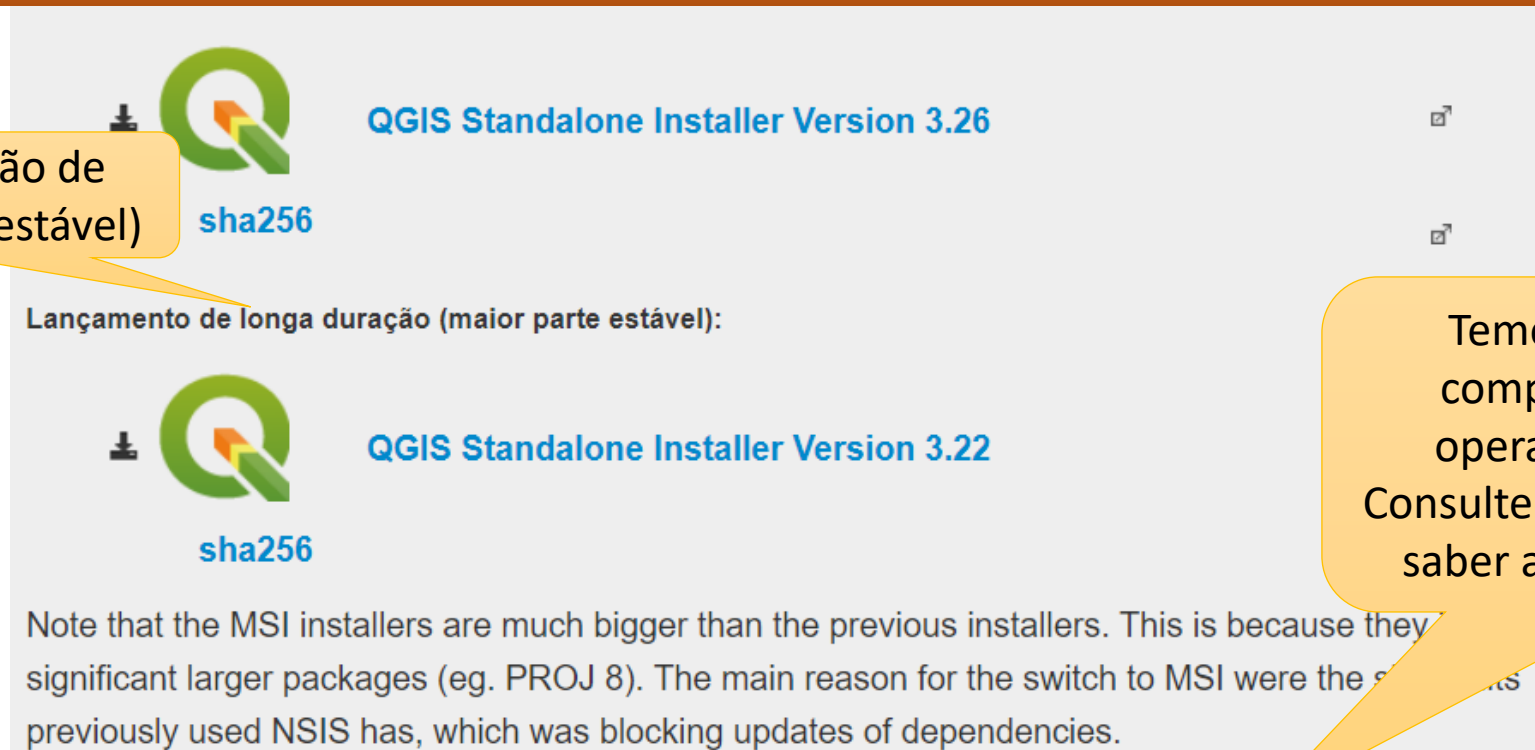 QGIS Standalone Installer Version 3.26
ão de
estável)
sha256
Lançamento de longa duração (maior parte estável):
QGIS Standalone Installer Version 3.22
sha256
Consulte
saber a
Note that the MSI installers are much bigger than the previous installers. This is because they
significant larger packages (eg. PROJ 8). The main reason for the switch to MSI were the
previously used NSIS has, which was blocking updates of dependencies.